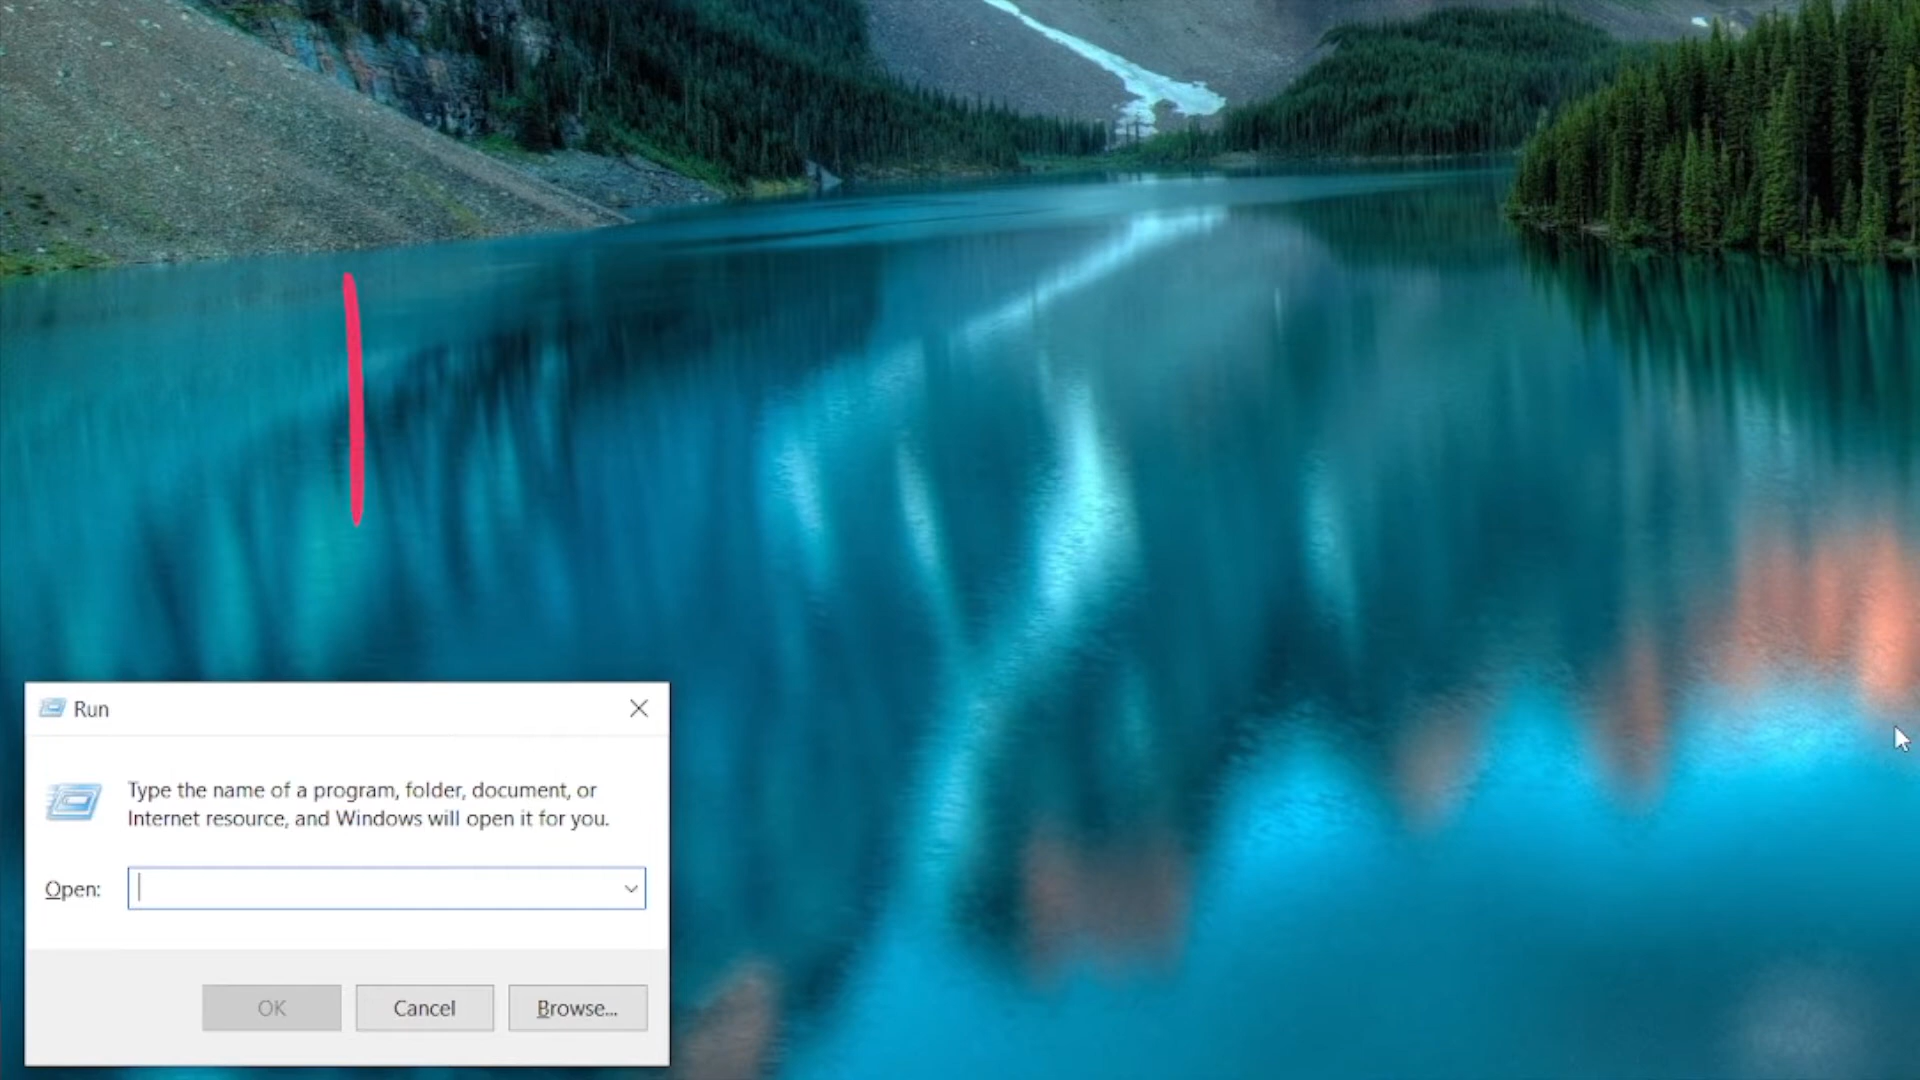 Run
Type the name of a program, folder, document, or
Internet resource, and Windows will open it for you.
Open:
OK
Cancel
Browse...